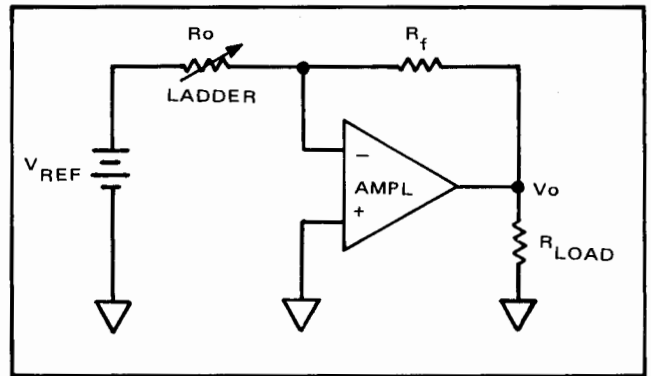 Ro
Rf
LADDER
VREF
−
AMPL
+
Vo
RLOAD